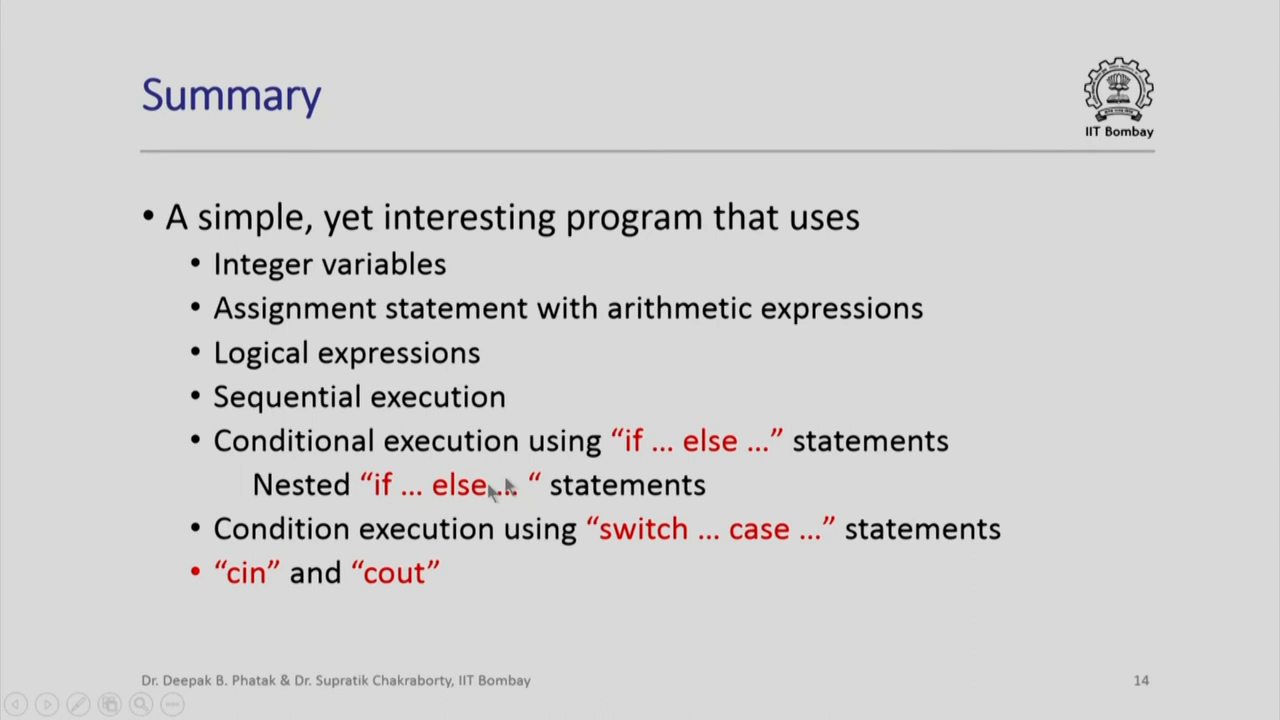 Summary
IIT Bombay
• A simple, yet interesting program that uses
• Integer variables
• Assignment statement with arithmetic expressions
• Logical expressions
• Sequential execution
• Conditional execution using “if ... else ...” statements
Nested “if ... else ... “ statements
• Condition execution using “switch ... case ...” statements
• “cin” and “cout”
Dr. Deepak B. Phatak & Dr. Supratik Chakraborty, IIT Bombay
14